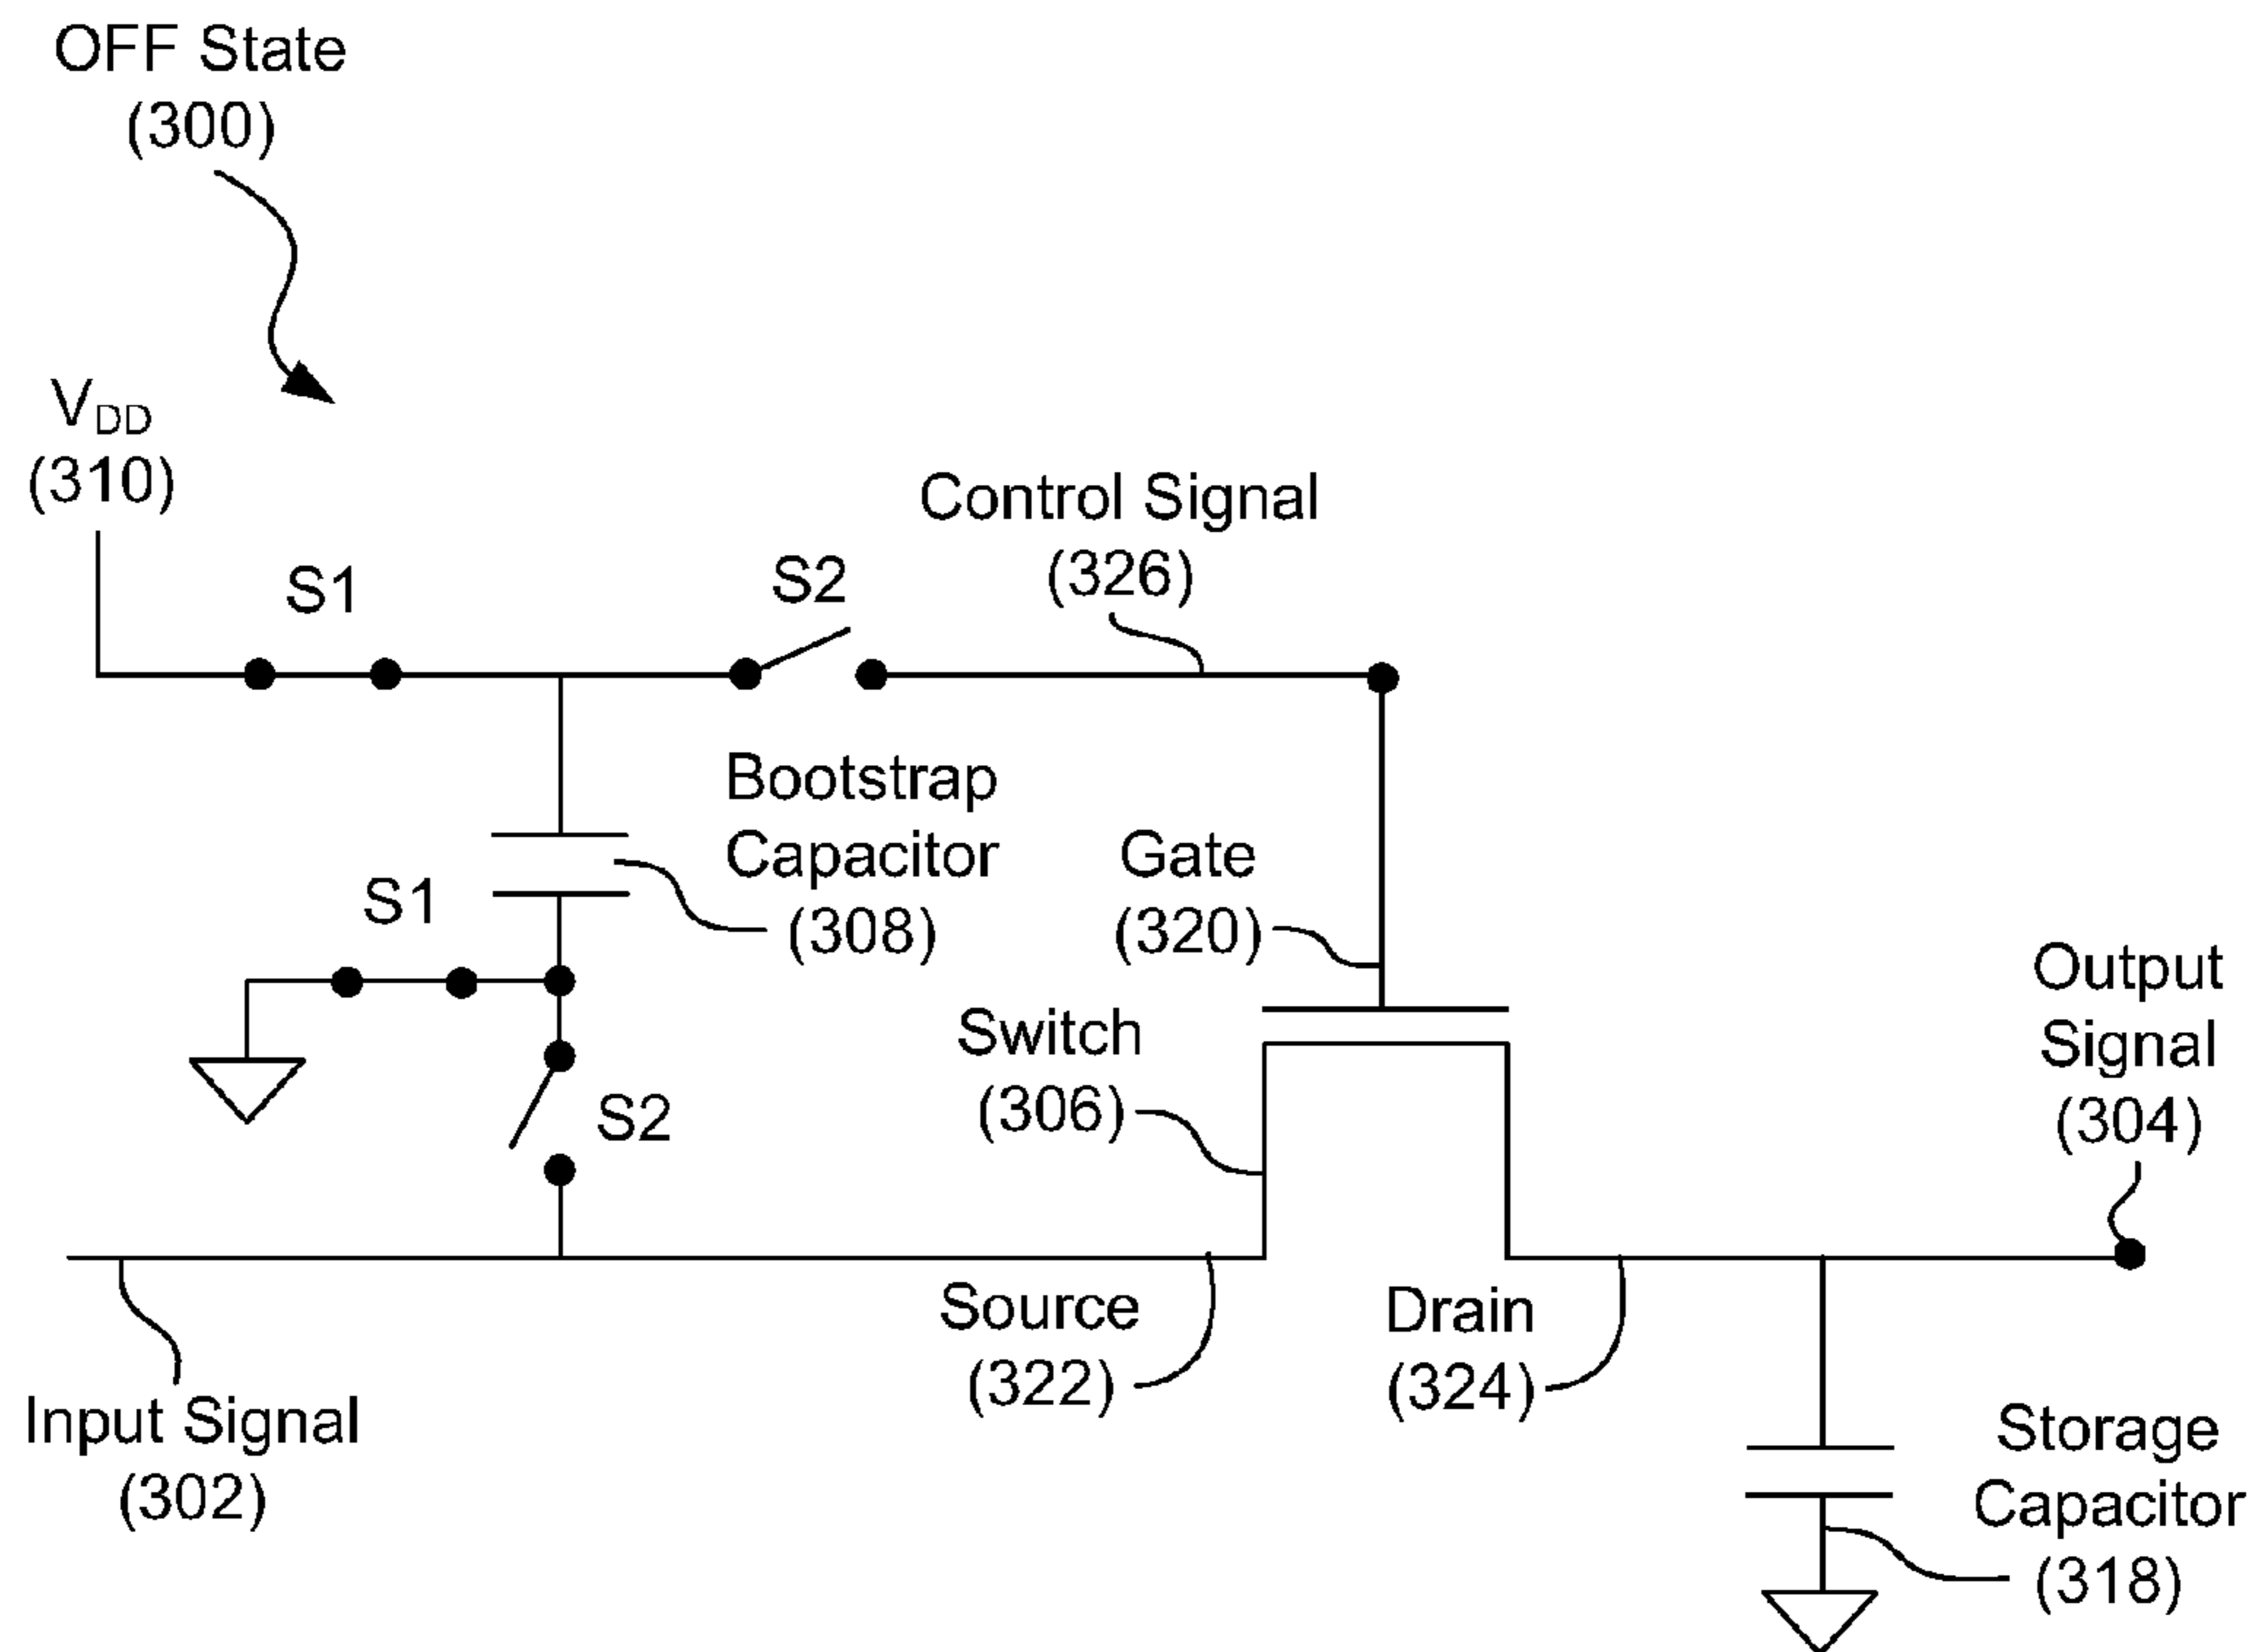 OFF State
(300)
VDD
(310)
S1
S2
Control Signal
(326)
Bootstrap
Capacitor
(308)
S1
S2
Gate
(320)
Switch
(306)
Output
Signal
(304)
Source
(322)
Drain
(324)
Input Signal
(302)
Storage
Capacitor
(318)